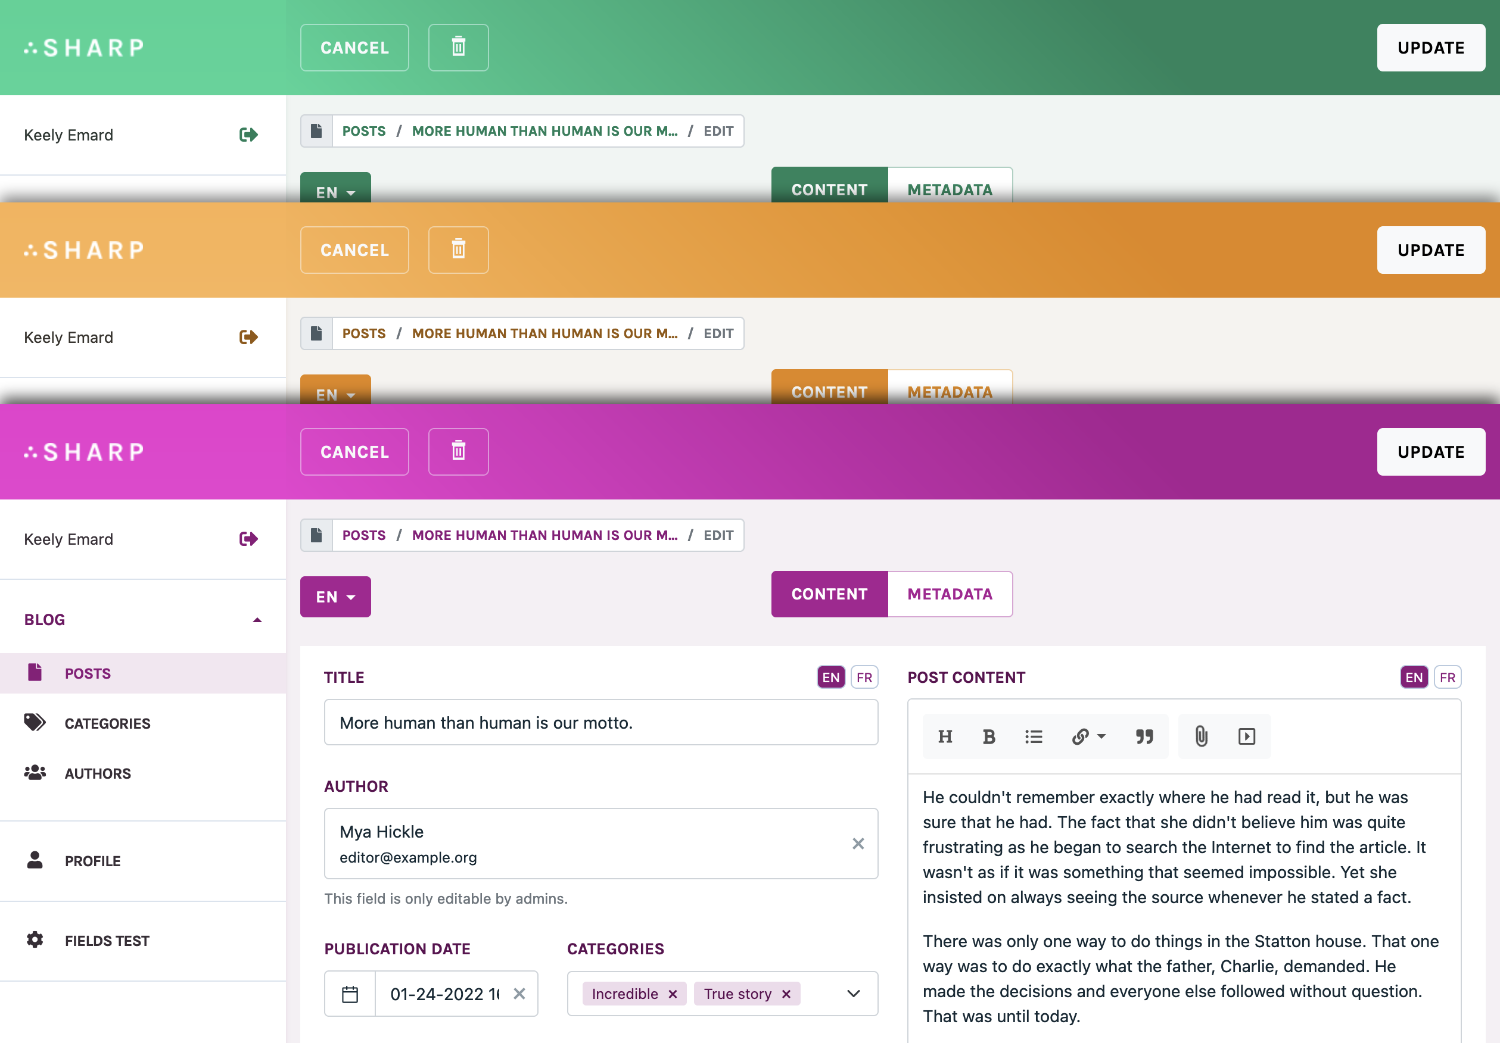 SHARP
CANCEL
UPDATE
Keely Emard
POSTS / MORE HUMAN THAN HUMAN IS OUR M... / EDIT
EN
CONTENT METADATA
SHARP
CANCEL
UPDATE
Keely Emard
POSTS / MORE HUMAN THAN HUMAN IS OUR M... / EDIT
EN
CONTENT METADATA
SHARP
CANCEL
UPDATE
Keely Emard
POSTS / MORE HUMAN THAN HUMAN IS OUR M... / EDIT
EN
CONTENT METADATA
BLOG
POSTS
CATEGORIES
AUTHORS
PROFILE
FIELDS TEST
TITLE EN FR
More human than human is our motto.
AUTHOR
Mya Hickle
editor@example.org
This field is only editable by admins.
PUBLICATION DATE
01-24-2022 1
CATEGORIES
Incredible × True story ×
POST CONTENT EN FR
H B
He couldn't remember exactly where he had read it, but he was
sure that he had. The fact that she didn't believe him was quite
frustrating as he began to search the Internet to find the article. It
wasn't as if it was something that seemed impossible. Yet she
insisted on always seeing the source whenever he stated a fact.
There was only one way to do things in the Statton house. That one
way was to do exactly what the father, Charlie, demanded. He
made the decisions and everyone else followed without question.
That was until today.